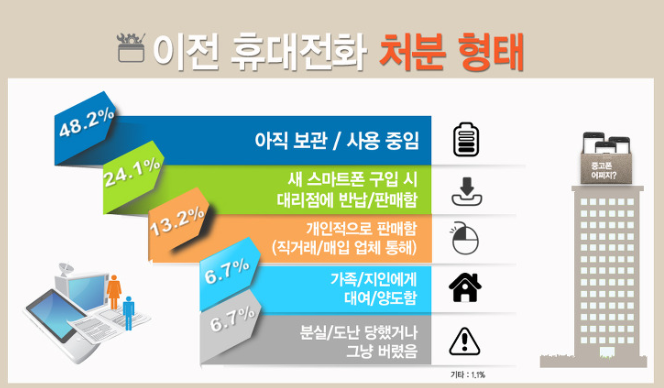 이전 휴대전화 처분 형태
48.2%
아직 보관 / 사용 중임
24.1%
새 스마트폰 구입 시
대리점에 반납/판매함
13.2%
개인적으로 판매함
(직거래/매입 업체 통해)
6.7%
가족/지인에게
대여/양도함
6.7%
분실/도난 당했거나
그냥 버렸음
기타 : 1.1%
중고폰
어쩌지?